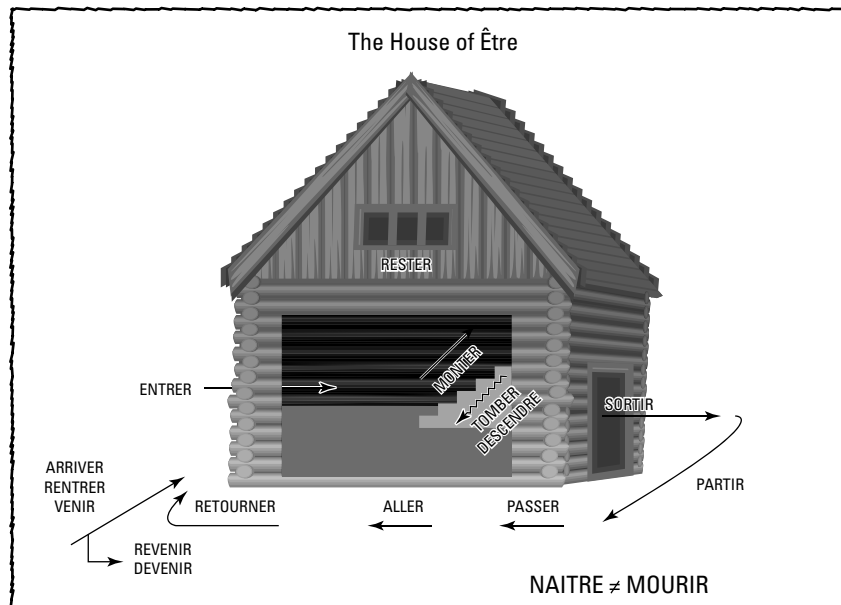 The House of Être
RESTER
MONTER
ENTRER
TOMBER
DESCENDRE
SORTIR
ARRIVER
RENTRER
VENIR
PARTIR
RETOURNER
ALLER
PASSER
REVENIR
DEVENIR
NAITRE ≠ MOURIR